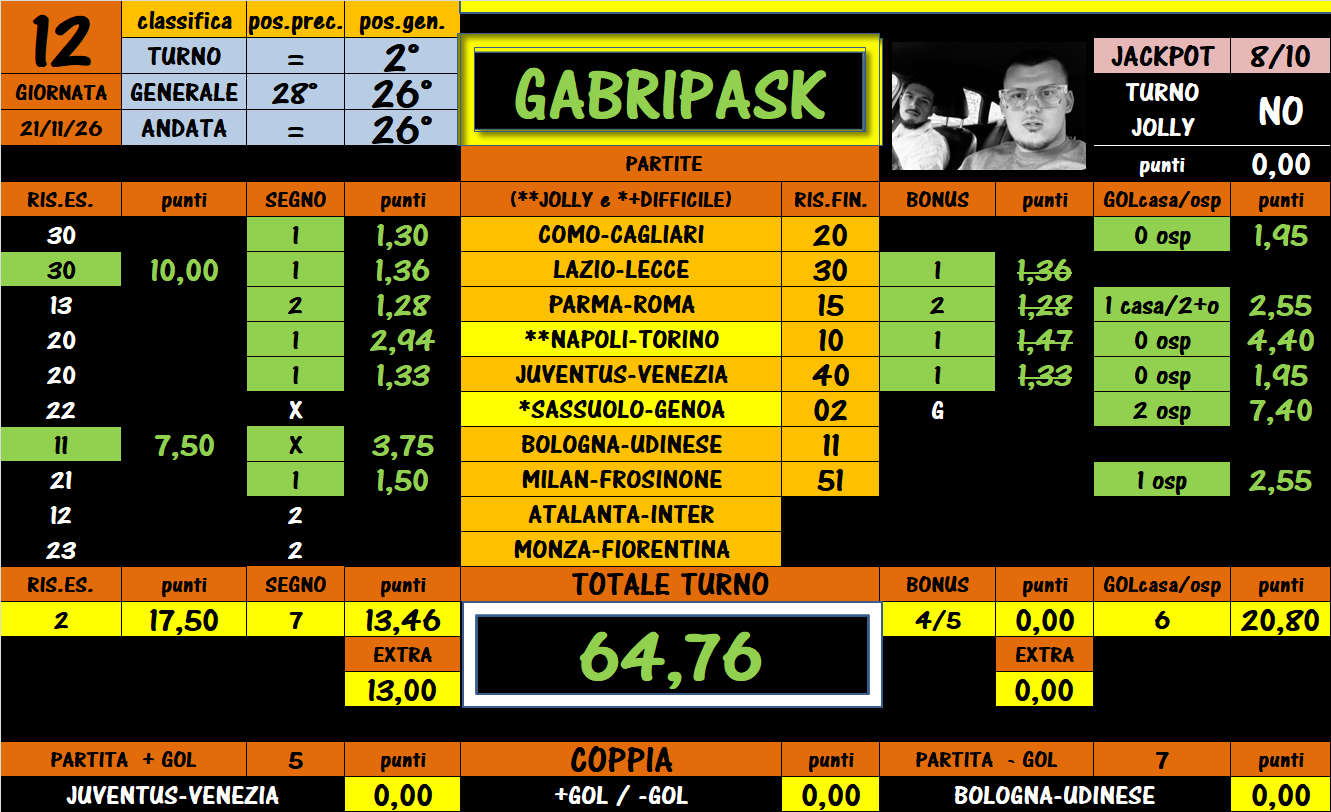 12 classifica pos.prec. pos.gen.
TURNO = 2°
GIORNATA GENERALE 28° 26°
21/11/26 ANDATA = 26°
GABRIPASK
JACKPOT 8/10
TURNO JOLLY NO
punti 0,00
PARTITE
RIS.ES. punti SEGNO punti (**JOLLY e *+DIFFICILE) RIS.FIN. BONUS punti GOLcasa/osp punti
30 1 1,30 COMO-CAGLIARI 20 0 osp 1,95
30 10,00 1 1,36 LAZIO-LECCE 30 1 1,36
13 2 1,28 PARMA-ROMA 15 2 1,28 1 casa/2+o 2,55
20 1 2,94 **NAPOLI-TORINO 10 1 1,47 0 osp 4,40
20 1 1,33 JUVENTUS-VENEZIA 40 1 1,33 0 osp 1,95
22 X *SASSUOLO-GENOA 02 G 2 osp 7,40
11 7,50 X 3,75 BOLOGNA-UDINESE 11
21 1 1,50 MILAN-FROSINONE 51 1 osp 2,55
12 2 ATALANTA-INTER
23 2 MONZA-FIORENTINA
RIS.ES. punti SEGNO punti TOTALE TURNO BONUS punti GOLcasa/osp punti
2 17,50 7 13,46 64,76 4/5 0,00 6 20,80
EXTRA EXTRA
13,00 0,00
PARTITA + GOL 5 punti COPPIA punti PARTITA - GOL 7 punti
JUVENTUS-VENEZIA 0,00 +GOL / -GOL 0,00 BOLOGNA-UDINESE 0,00